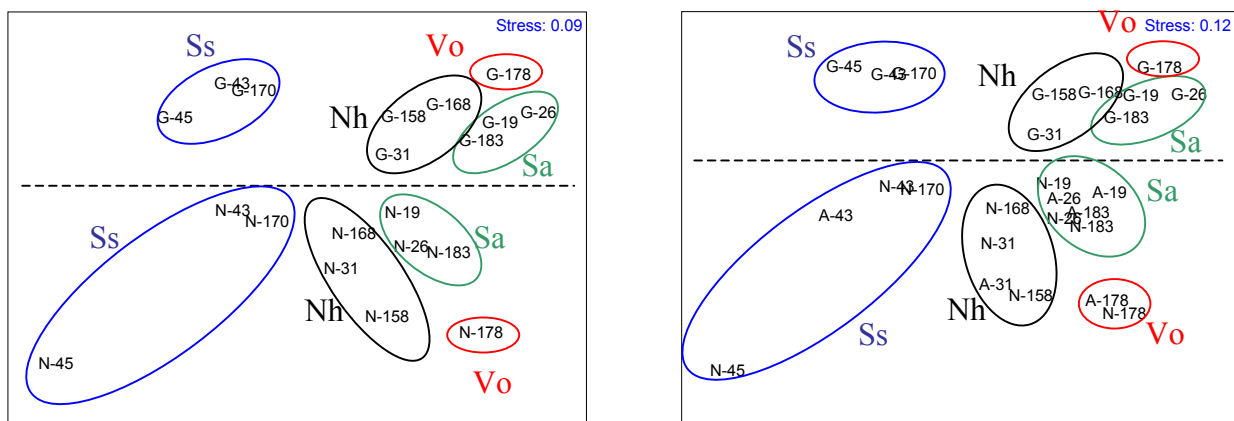 Stress: 0.09
Ss
Vo
G-178
G-43
G-170
G-45
Nh
G-168
G-158
G-26
G-19
G-183
G-31
Sa
N-43
N-170
N-19
N-168
N-26
N-183
Sa
Ss
N-31
Nh
N-158
N-178
N-45
Vo
Vo
Stress: 0.12
Ss
G-45
G-43
G-170
G-178
Nh
G-158
G-168
G-19
G-26
G-183
G-31
Sa
N-43
N-170
A-43
N-19
A-26
A-19
N-168
A-183
N-26
N-183
Sa
N-31
A-31
N-158
A-178
N-178
Nh
Ss
Vo
N-45